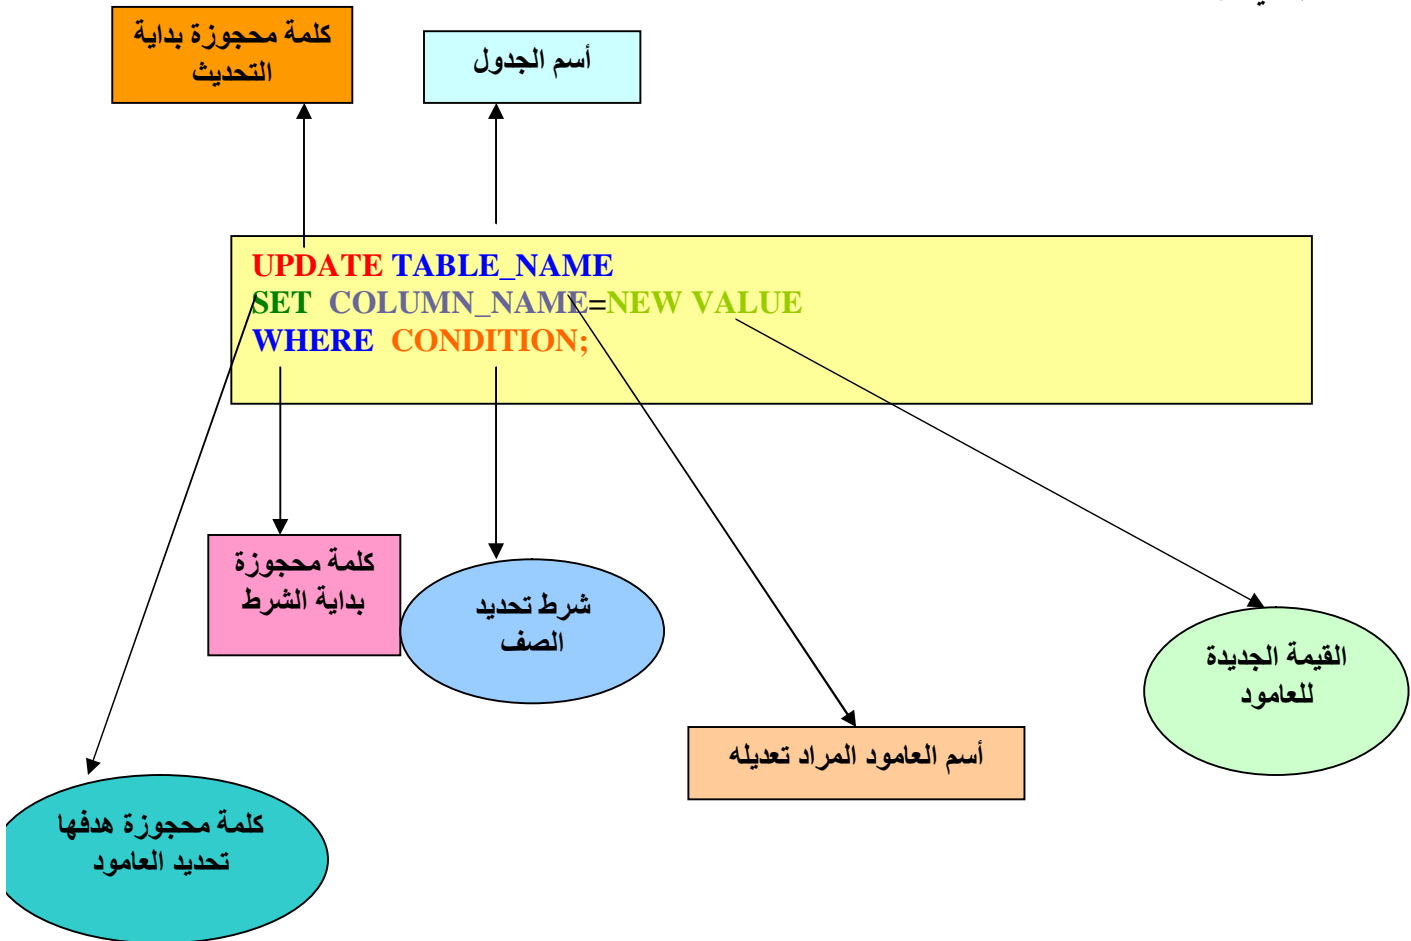 كلمة محجوزة بداية
التحديث
أسم الجدول
UPDATE TABLE_NAME
SET COLUMN_NAME=NEW VALUE
WHERE CONDITION;
كلمة محجوزة
بداية الشرط
شرط تحديد
الصف
القيمة الجديدة
للعامود
أسم العامود المراد تعديله
كلمة محجوزة هدفها
تحديد العامود